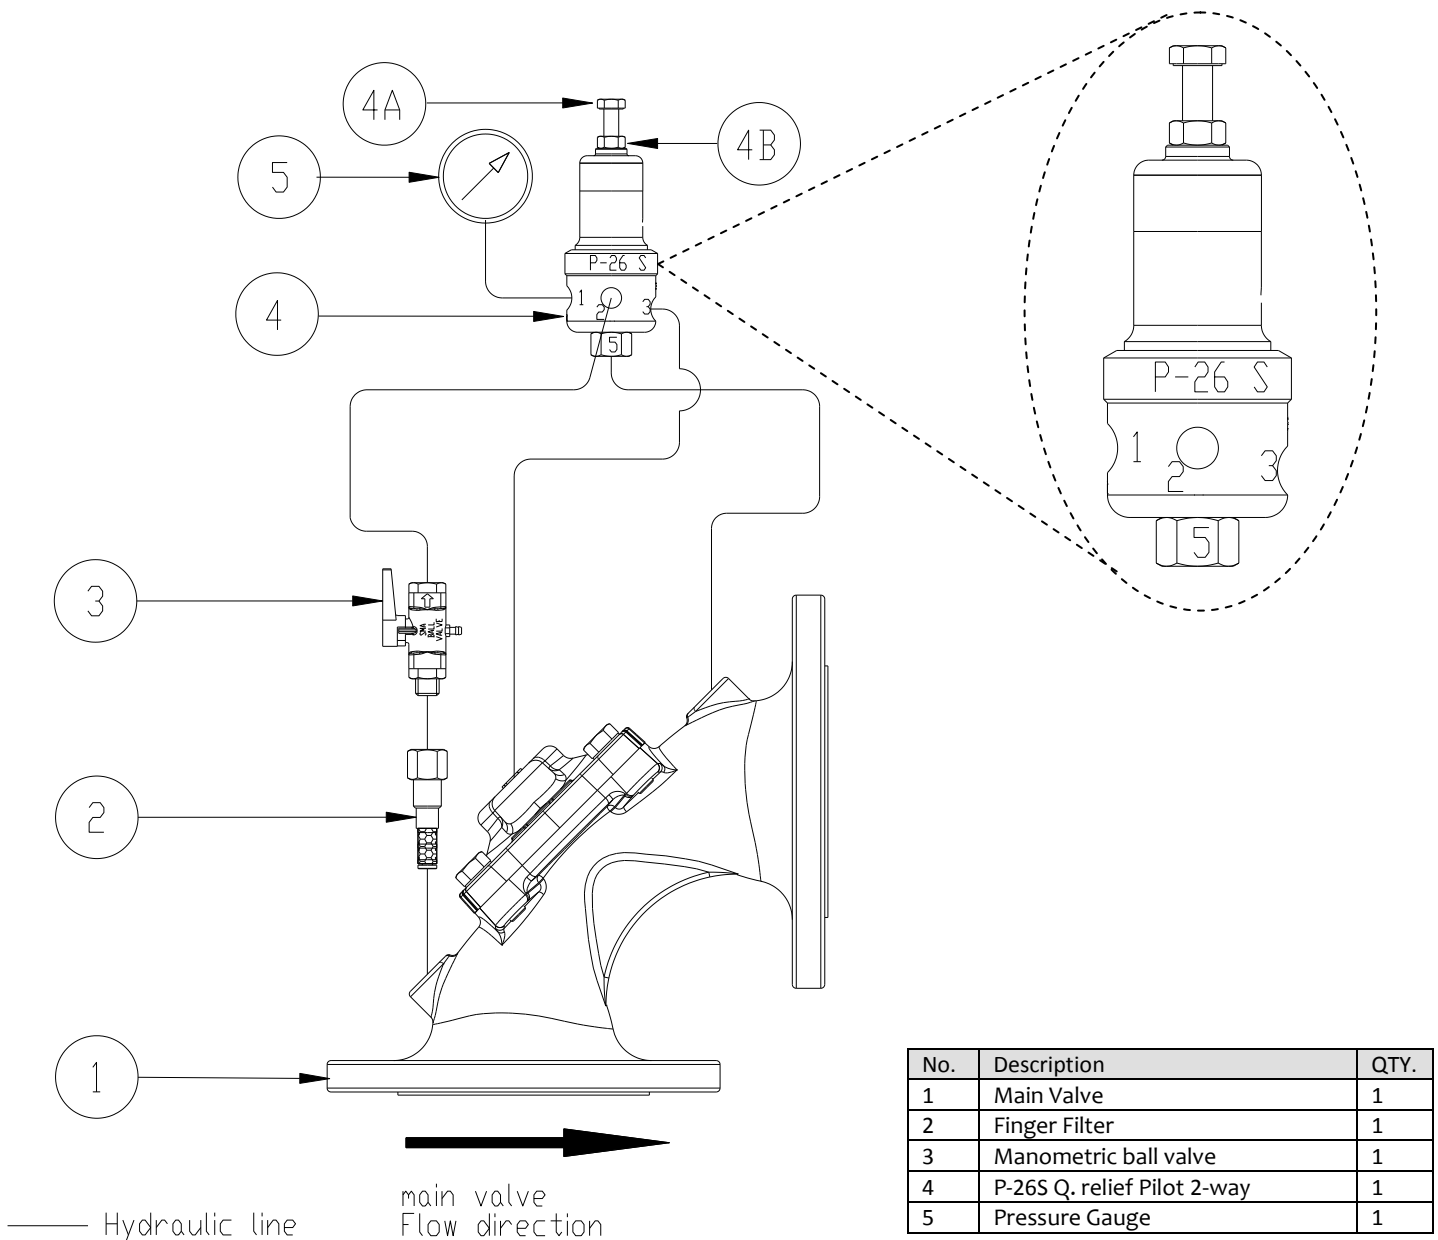 4A
4B
5
P-26 S
1
2
3
5
4
P-26 S
1
2
3
5
3
SMA
BALL
VALVE
2
1
No. Description QTY.
1 Main Valve 1
2 Finger Filter 1
3 Manometric ball valve 1
4 P-26S Q. relief Pilot 2-way 1
5 Pressure Gauge 1
main valve
Flow direction
Hydraulic line